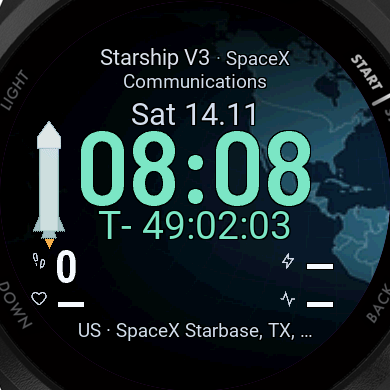 LIGHT
START
Starship V3 · SpaceX
Communications
Sat 14.11
08:08
T- 49:02:03
0 –
– –
US · SpaceX Starbase, TX, ...
DOWN
BACK